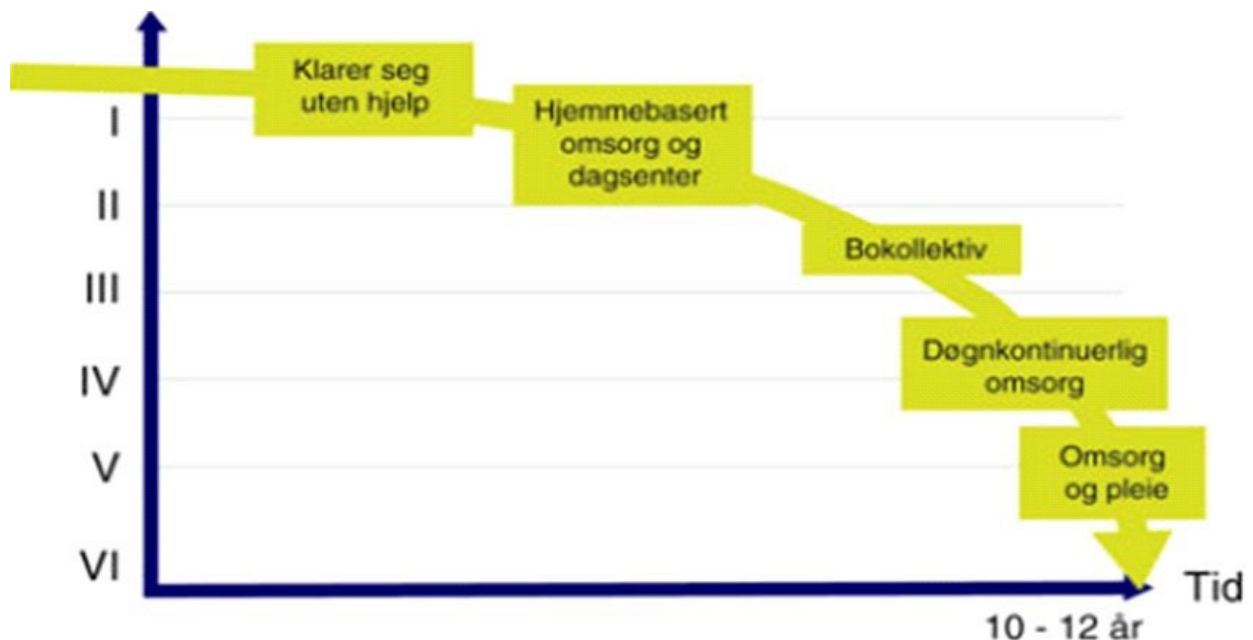 Klarer seg
uten hjelp
I
Hjemmebasert
omsorg og
dagsenter
II
Bokollektiv
III
Døgnkontinuerlig
omsorg
IV
Omsorg
og pleie
V
VI
Tid
10 - 12 år